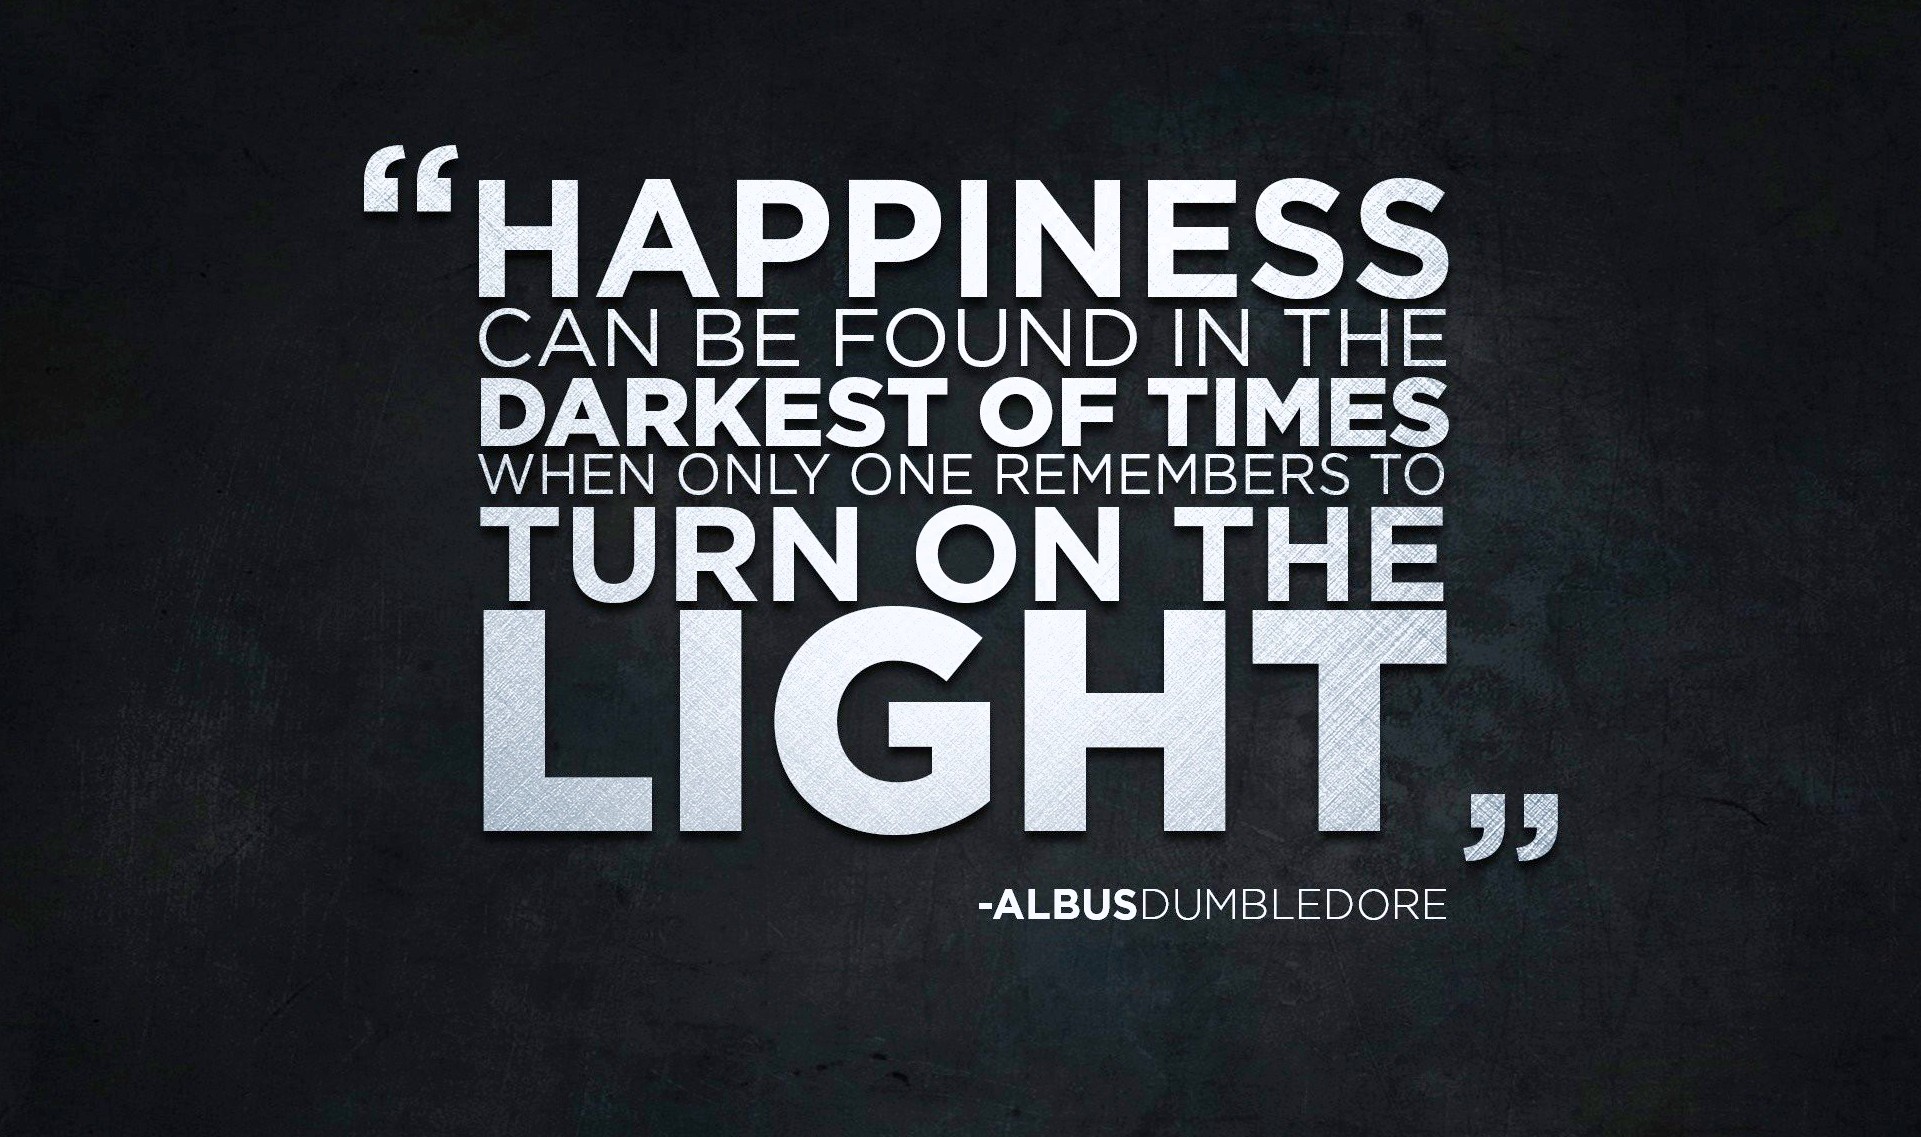 “HAPPINESS
CAN BE FOUND IN THE
DARKEST OF TIMES
WHEN ONLY ONE REMEMBERS TO
TURN ON THE
LIGHT”
-ALBUSDUMBLEDORE